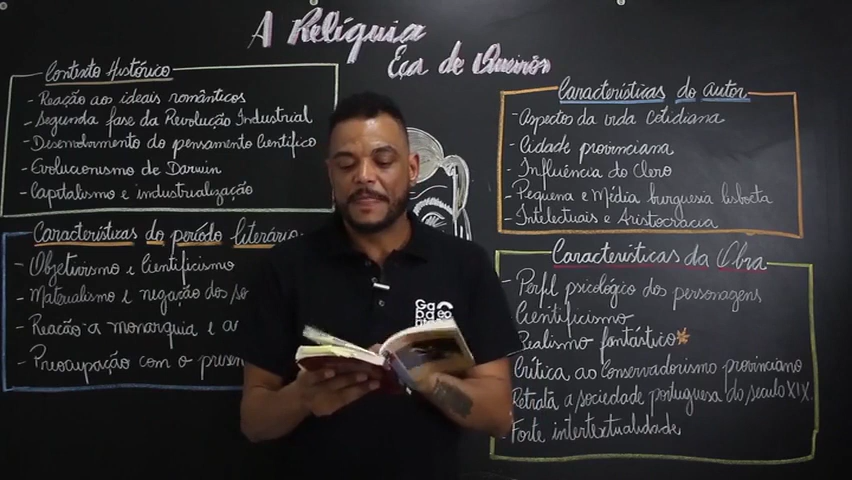 A Relíquia
Eça de Queirós
Contexto Histórico
- Reação aos ideais românticos
- Segunda fase da Revolução Industrial
- Desenvolvimento do pensamento científico
- Evolucionismo de Darwin
- Capitalismo e industrialização
Características do período literário
- Objetivismo e Cientificismo
- Materialismo e negação dos
- Reação a monarquia e a
- Preocupação com o
Características do autor
- Aspectos da vida cotidiana
- Cidade provinciana
- Influência do Clero
- Pequena e Média burguesia lisboeta
- Intelectuais e Aristocracia
Características da Obra
- Perfil psicológico dos personagens
Cientificismo
Realismo fantástico*
Crítica ao conservadorismo provinciano
Retrata a sociedade portuguesa do seculo XIX.
- Forte intertextualidade
Ga